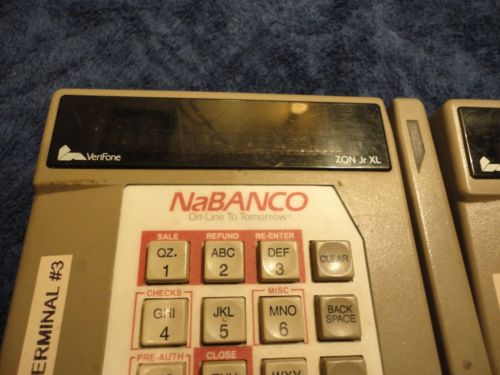 VeriFone
ZON Jr XL
NaBANCO
On-Line To Tomorrow
SALE REFUND RE-ENTER
QZ. ABC DEF CLEAR
1 2 3
CHECKS MISC
GHI JKL MNO BACK
4 5 6 SPACE
PRE-AUTH CLOSE
TERMINAL #3